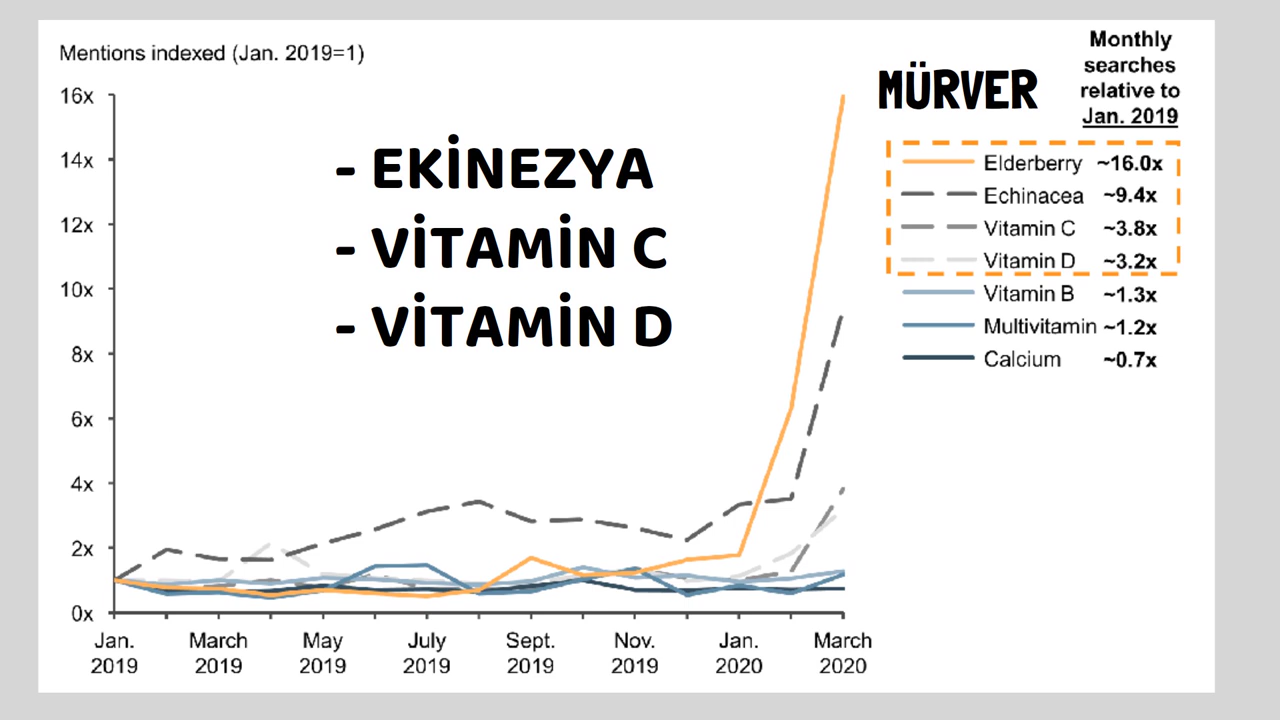 Mentions indexed (Jan. 2019=1)
MÜRVER
Monthly
searches
relative to
Jan. 2019
16x
14x
12x
10x
8x
6x
4x
2x
0x
- EKİNEZYA
- VİTAMİN C
- VİTAMİN D
Elderberry ~16.0x
Echinacea ~9.4x
Vitamin C ~3.8x
Vitamin D ~3.2x
Vitamin B ~1.3x
Multivitamin ~1.2x
Calcium ~0.7x
Jan. March May July Sept. Nov. Jan. March
2019 2019 2019 2019 2019 2019 2020 2020